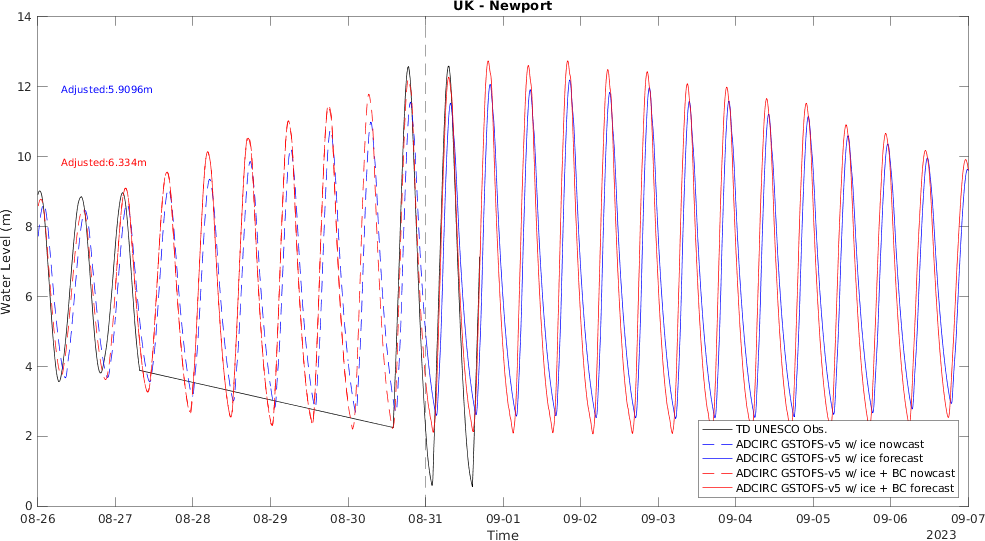 UK - Newport
Water Level (m)
14
12
10
8
6
4
2
0
Adjusted:5.9096m
Adjusted:6.334m
TD UNESCO Obs.
ADCIRC GSTOFS-v5 w/ ice nowcast
ADCIRC GSTOFS-v5 w/ ice forecast
ADCIRC GSTOFS-v5 w/ ice + BC nowcast
ADCIRC GSTOFS-v5 w/ ice + BC forecast
08-26 08-27 08-28 08-29 08-30 08-31 09-01 09-02 09-03 09-04 09-05 09-06 09-07
Time
2023